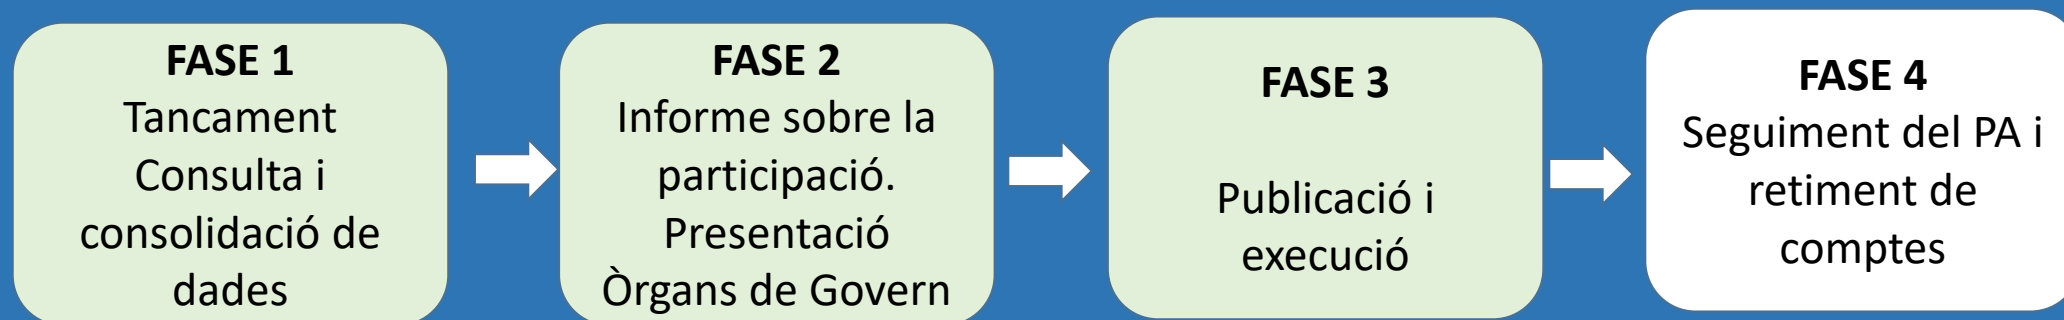 FASE 1
Tancament
Consulta i
consolidació de
dades
FASE 2
Informe sobre la
participació.
Presentació
Òrgans de Govern
FASE 3
Publicació i
execució
FASE 4
Seguiment del PA i
retiment de
comptes